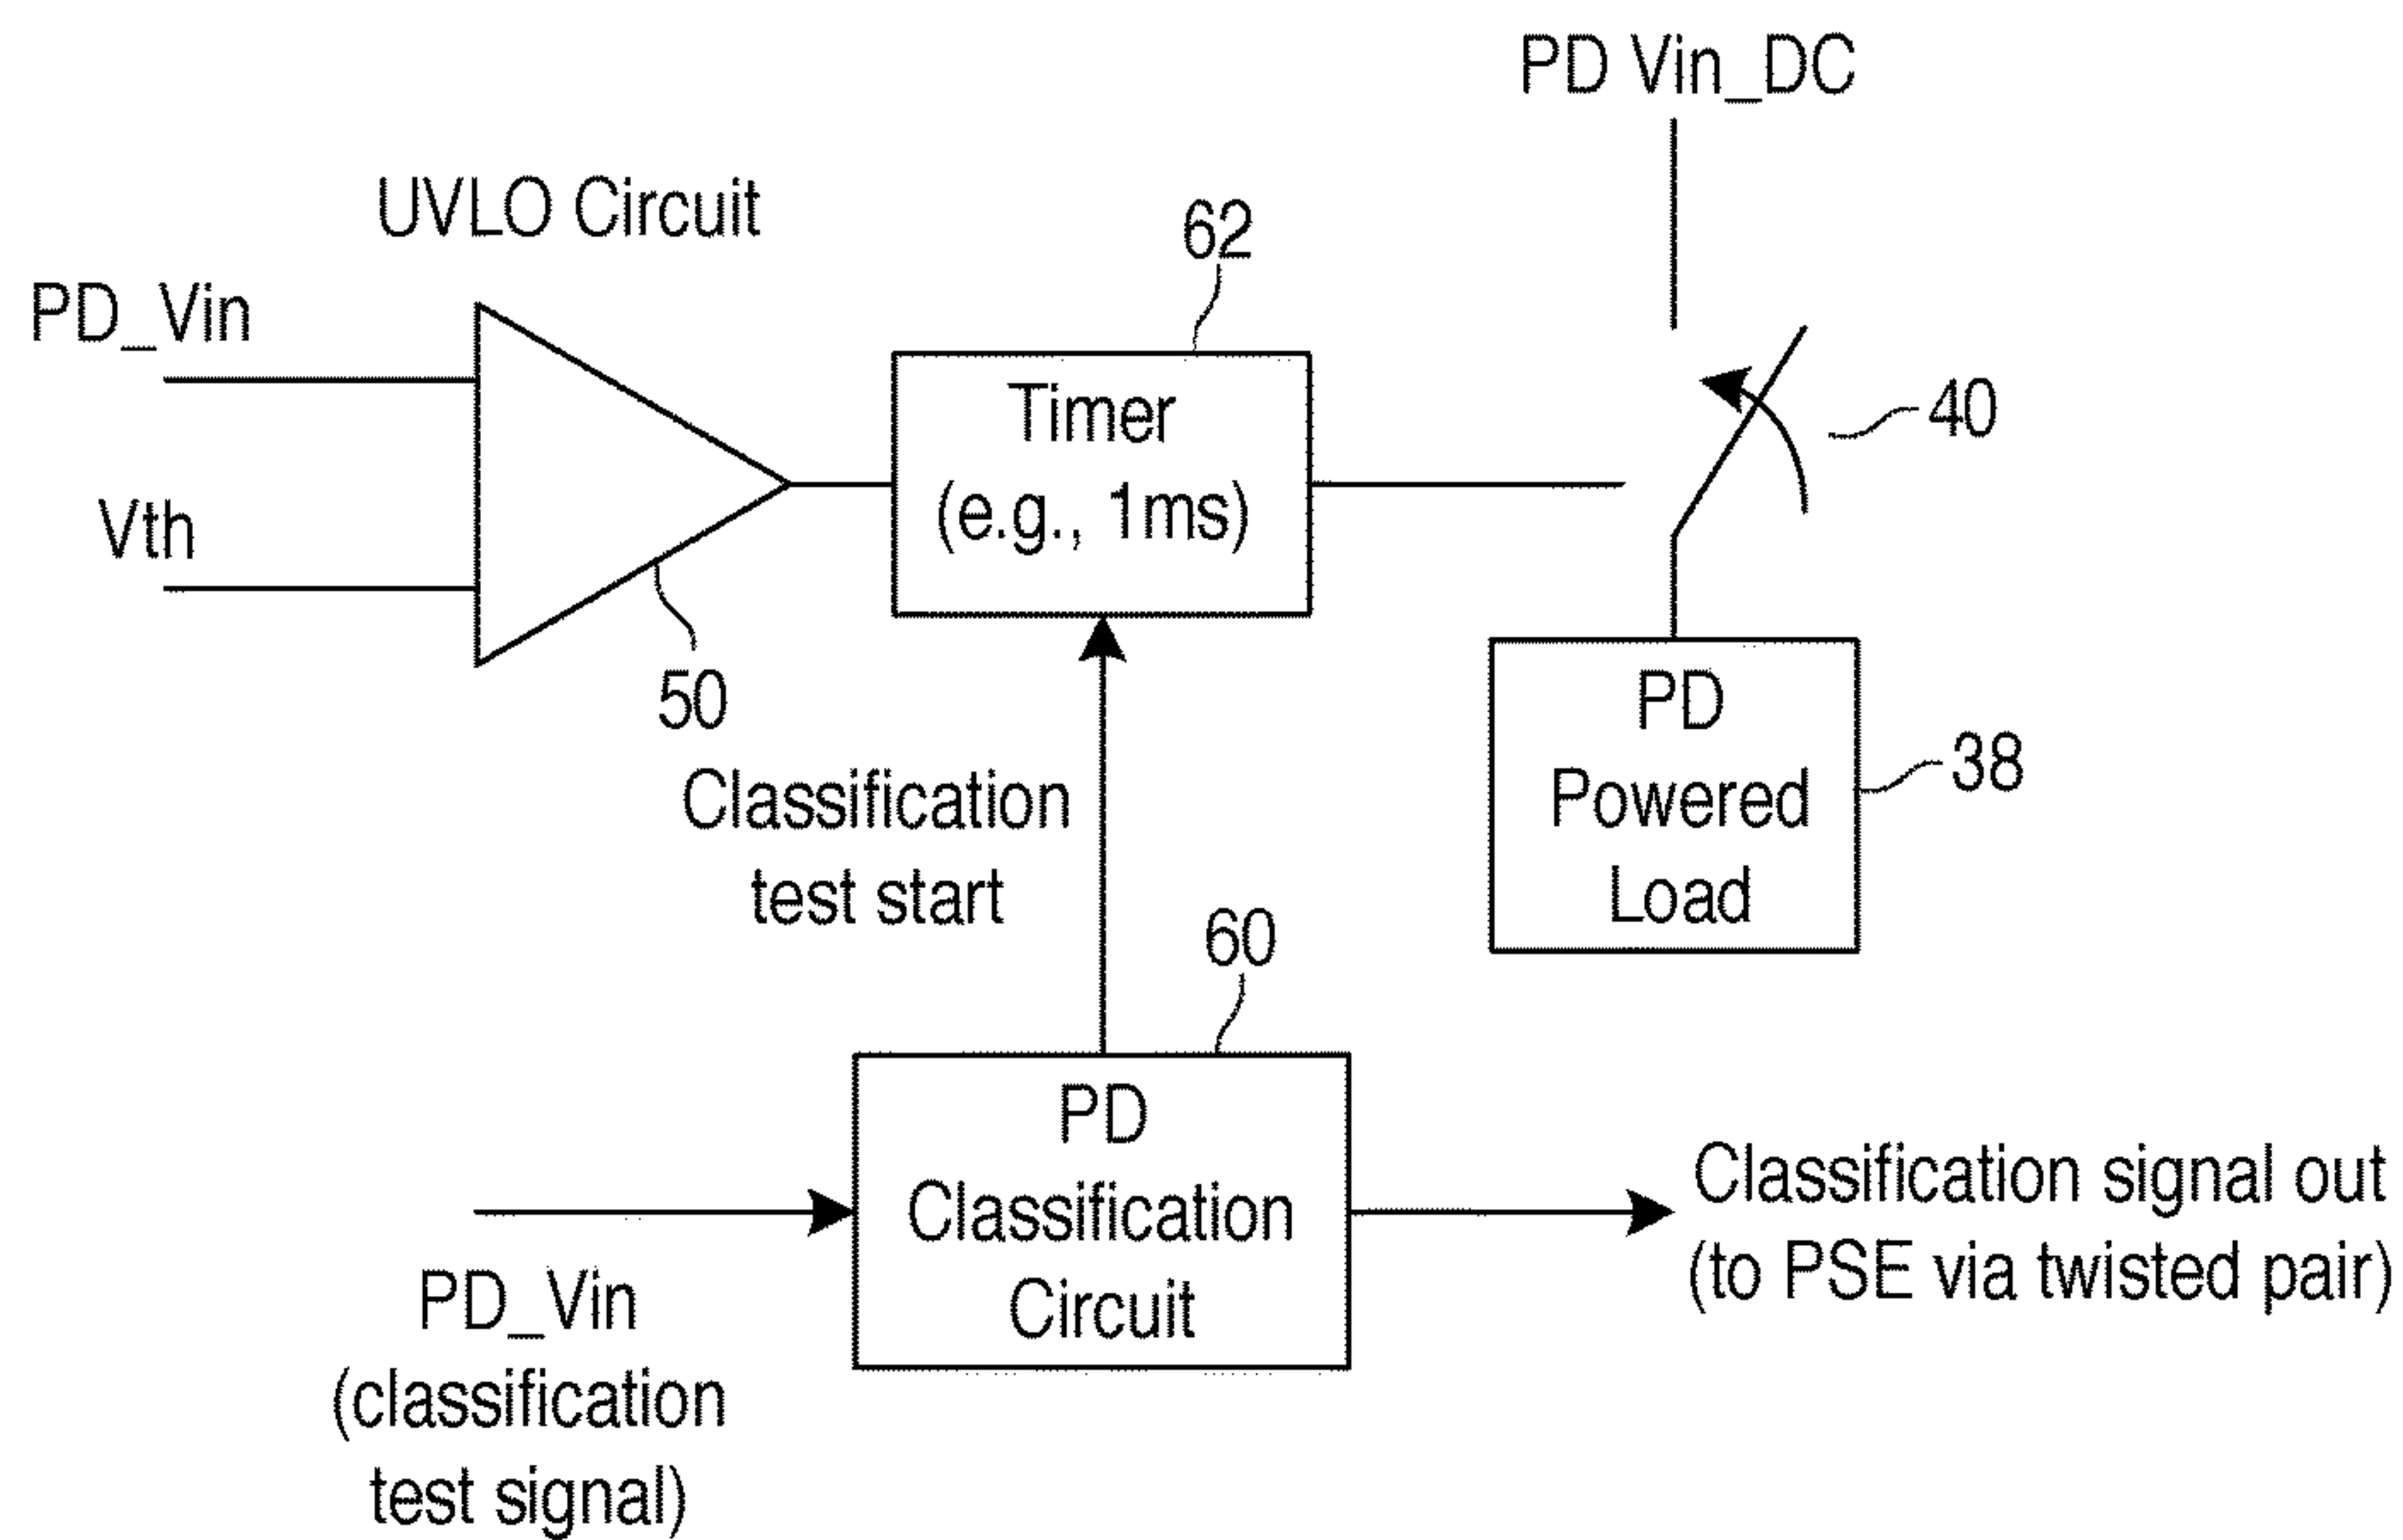 PD Vin_DC
UVLO Circuit
62
PD_Vin
Timer
(e.g., 1ms)
40
Vth
50
PD
Powered
Load
38
Classification
test start
60
PD
Classification
Circuit
Classification signal out
(to PSE via twisted pair)
PD_Vin
(classification
test signal)